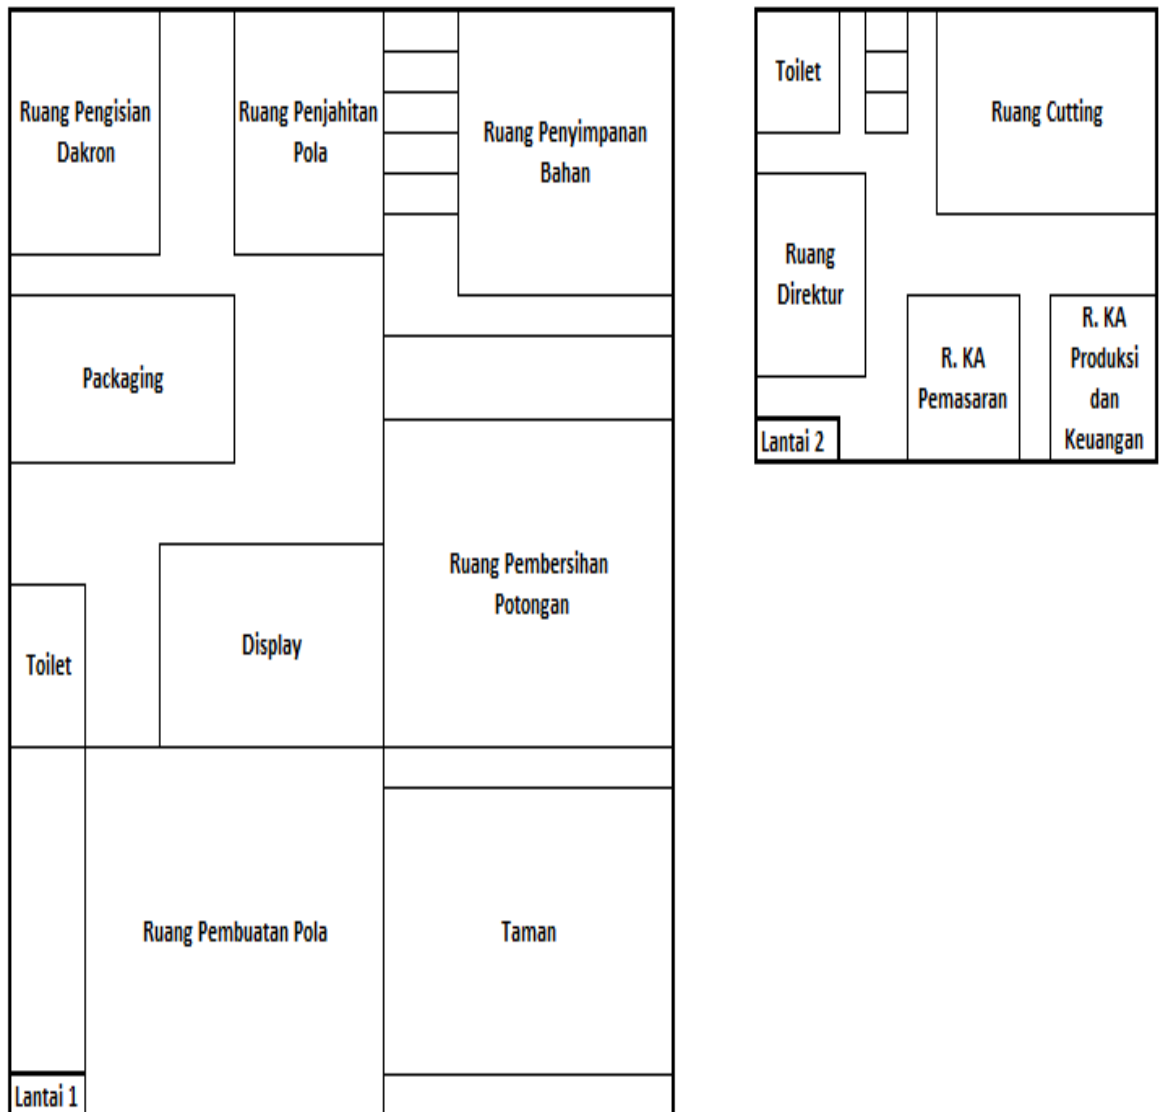 Ruang Pengisian
Dakron
Ruang Penjahitan
Pola
Ruang Penyimpanan
Bahan
Packaging
Ruang Pembersihan
Potongan
Display
Toilet
Ruang Pembuatan Pola
Taman
Lantai 1
Toilet
Ruang Cutting
Ruang
Direktur
R. KA
Pemasaran
R. KA
Produksi
dan
Keuangan
Lantai 2